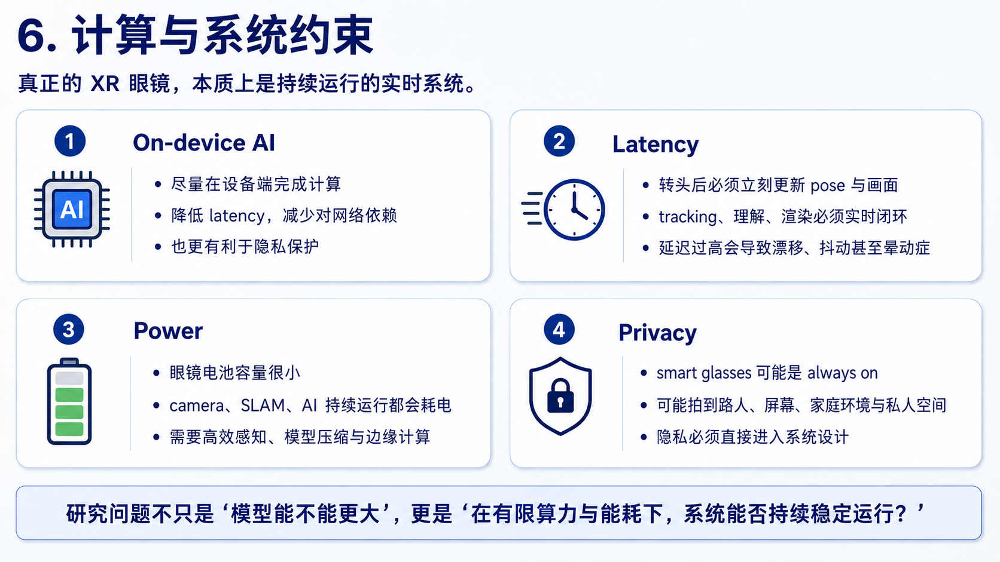 6. 计算与系统约束
真正的 XR 眼镜，本质上是持续运行的实时系统。
1
On-device AI
AI
• 尽量在设备端完成计算
• 降低 latency，减少对网络依赖
• 也更有利于隐私保护
2
Latency
• 转头后必须立刻更新 pose 与画面
• tracking、理解、渲染必须实时闭环
• 延迟过高会导致漂移、抖动甚至晕动症
3
Power
• 眼镜电池容量很小
• camera、SLAM、AI 持续运行都会耗电
• 需要高效感知、模型压缩与边缘计算
4
Privacy
• smart glasses 可能是 always on
• 可能拍到路人、屏幕、家庭环境与私人空间
• 隐私必须直接进入系统设计
研究问题不只是 ‘模型能不能更大’，更是 ‘在有限算力与能耗下，系统能否持续稳定运行？’